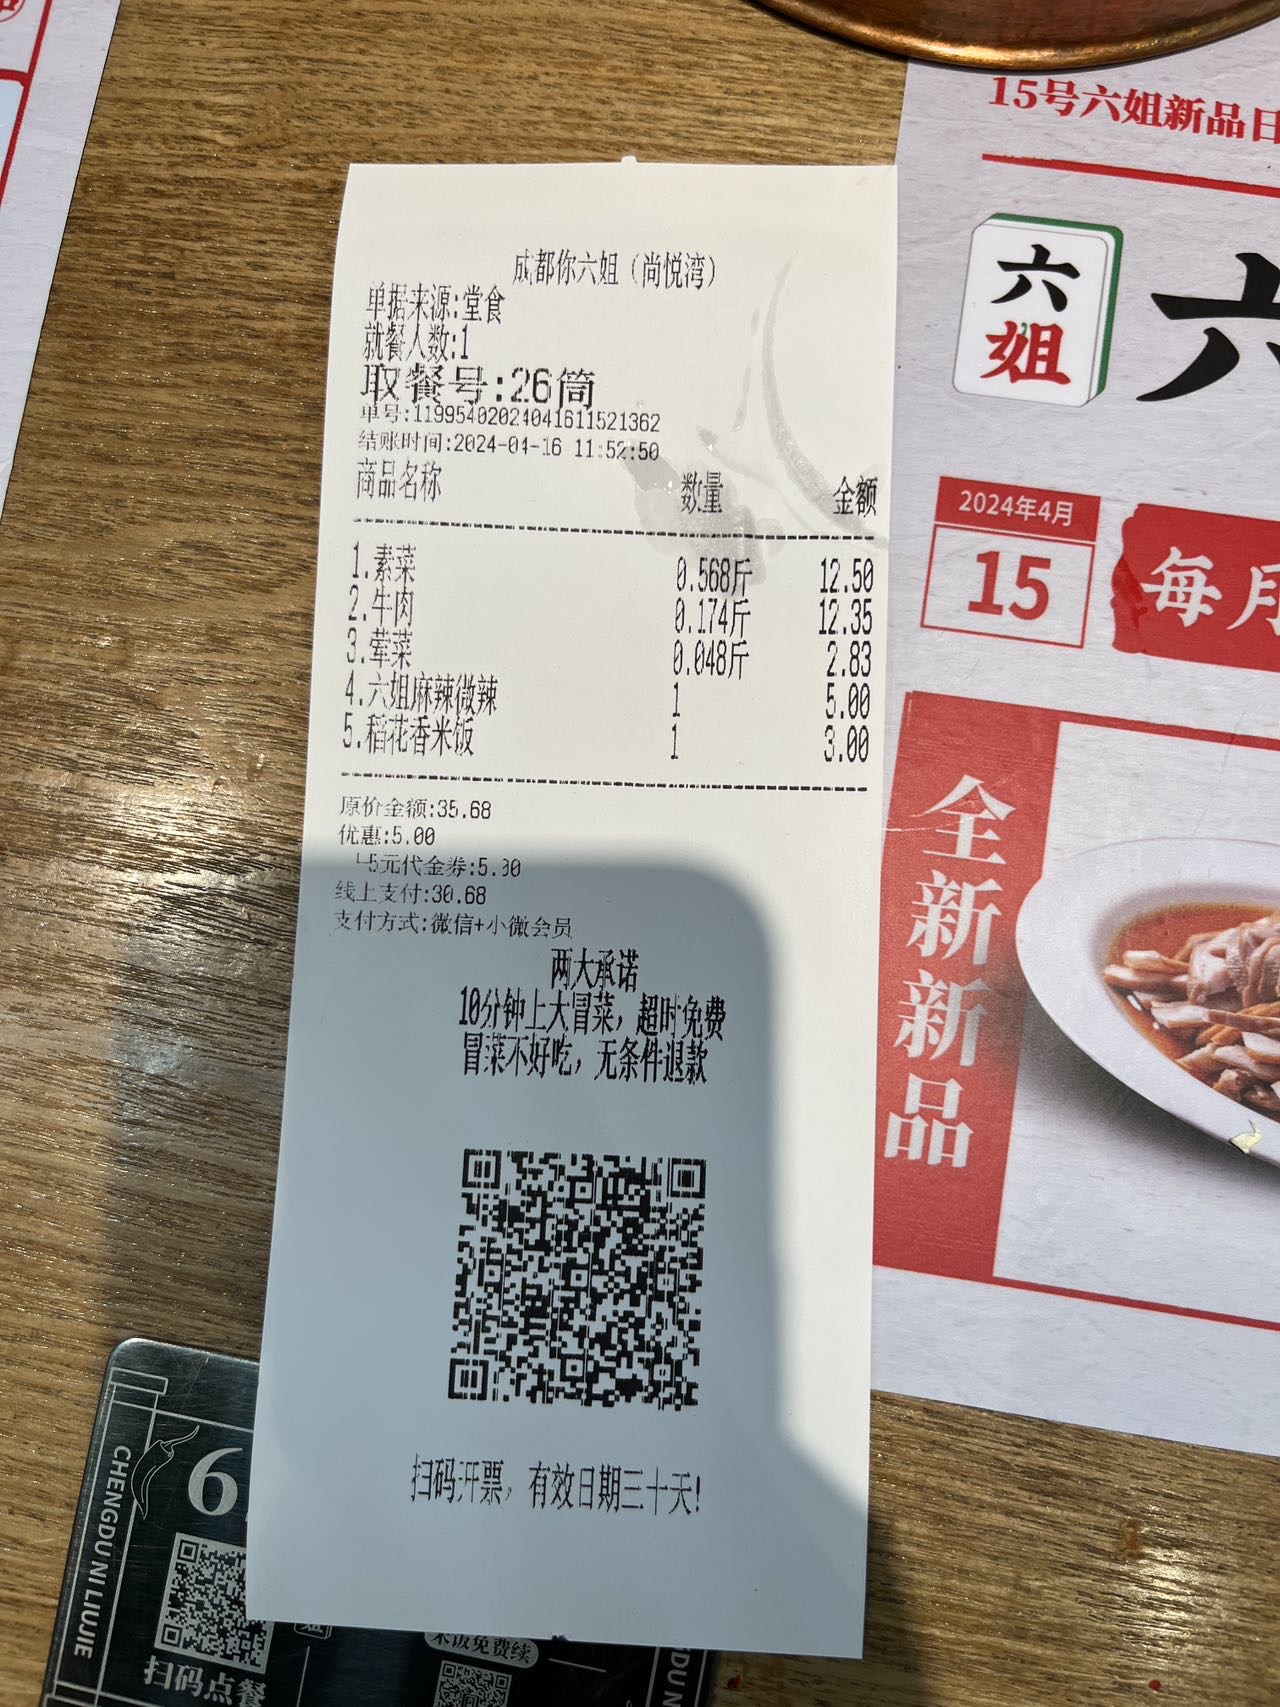 成都你六姐（尚悦湾）
单据来源:堂食
就餐人数:1
取餐号:26筒
单号:11995402024041611521362
结账时间:2024-04-16 11:52:50
商品名称 数量 金额
1.素菜 0.568斤 12.50
2.牛肉 0.174斤 12.35
3.荤菜 0.048斤 2.83
4.六姐麻辣微辣 1 5.00
5.稻花香米饭 1 3.00
原价金额:35.68
优惠:5.00
└5元代金券:5.00
线上支付:30.68
支付方式:微信+小微会员
两大承诺
10分钟上大冒菜，超时免费
冒菜不好吃，无条件退款
扫码开票，有效日期三十天!
15号六姐新品日
六姐
六
2024年4月
15
每月
全新新品
CHENGDU NI LIUJIE
6
扫码点餐
米饭免费续
DU N